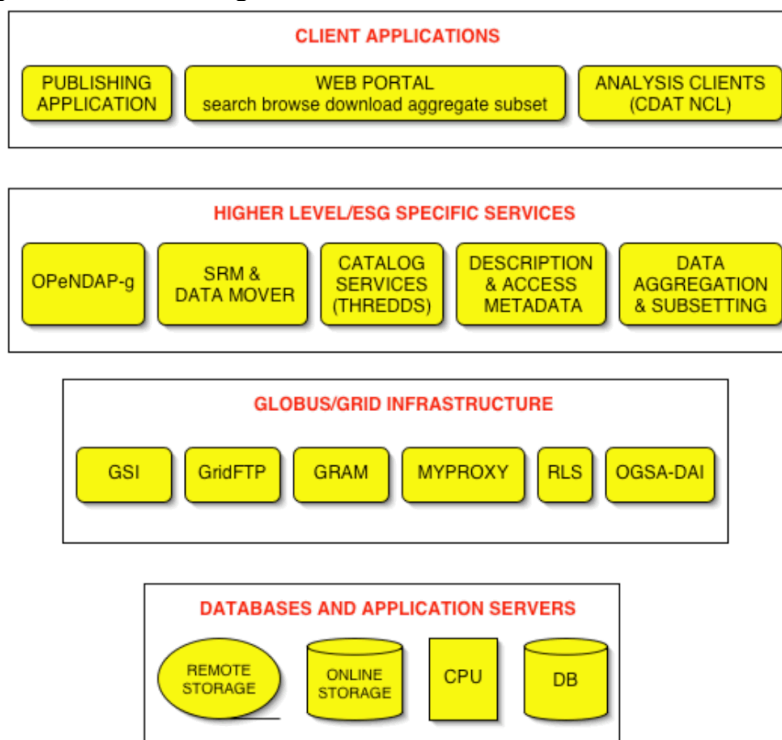 CLIENT APPLICATIONS
PUBLISHING
APPLICATION
WEB PORTAL
search browse download aggregate subset
ANALYSIS CLIENTS
(CDAT NCL)
HIGHER LEVEL/ESG SPECIFIC SERVICES
OPeNDAP-g
SRM &
DATA MOVER
CATALOG
SERVICES
(THREDDS)
DESCRIPTION
& ACCESS
METADATA
DATA
AGGREGATION
& SUBSETTING
GLOBUS/GRID INFRASTRUCTURE
GSI
GridFTP
GRAM
MYPROXY
RLS
OGSA-DAI
DATABASES AND APPLICATION SERVERS
REMOTE
STORAGE
ONLINE
STORAGE
CPU
DB